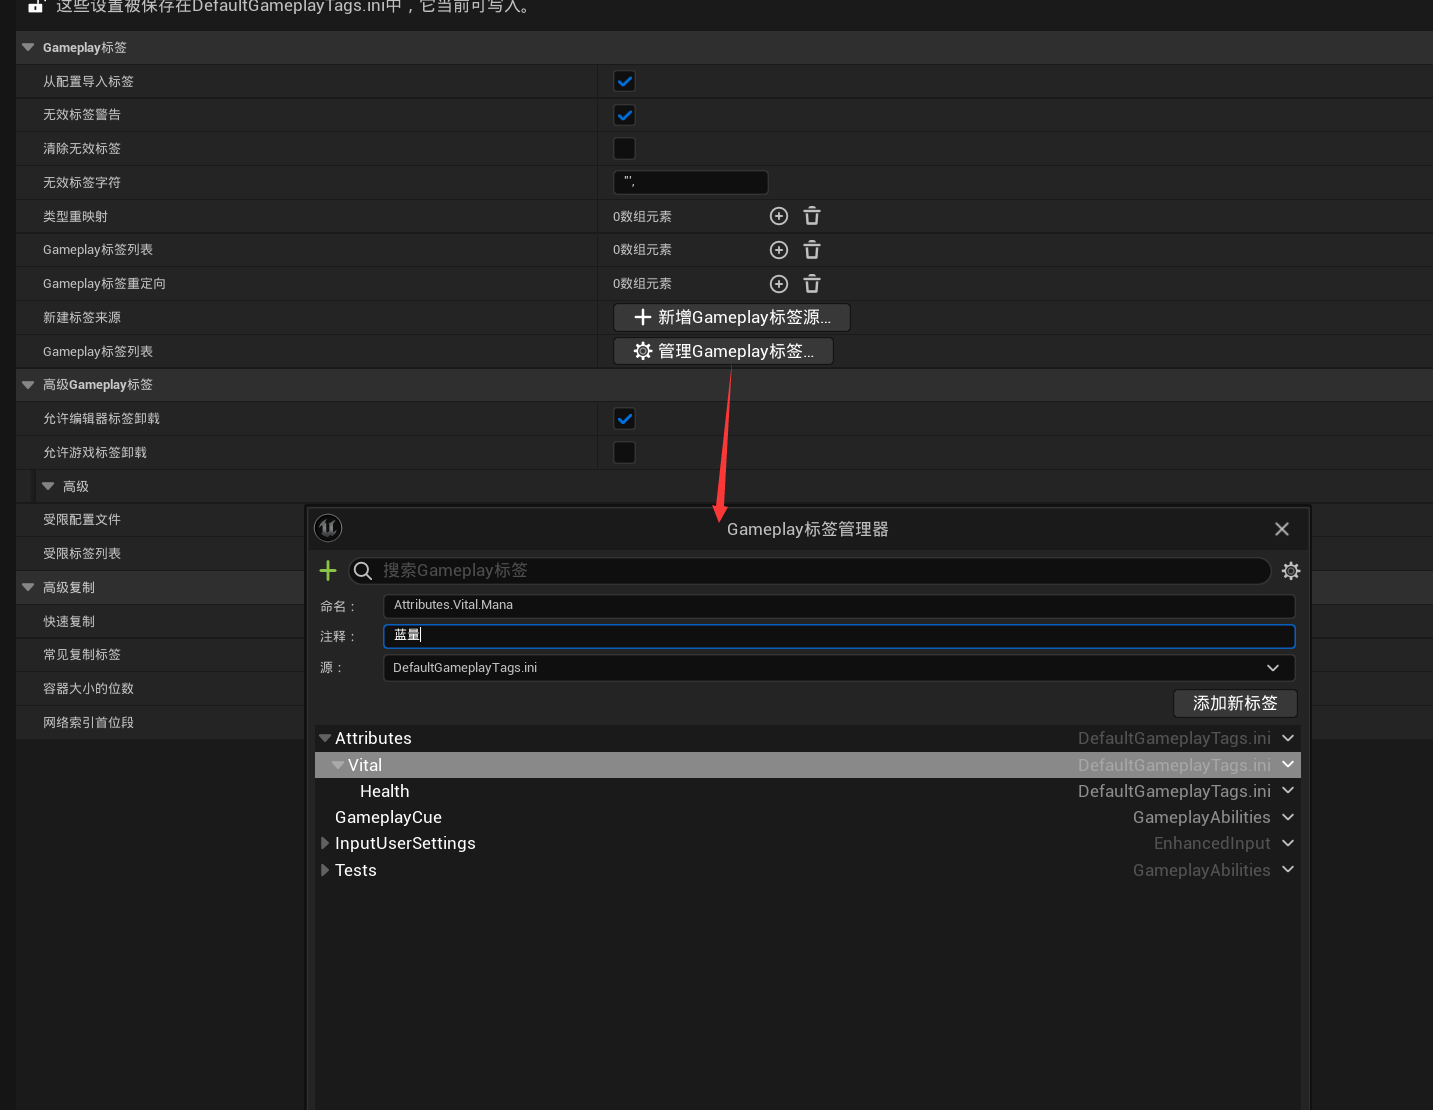 这些设置被保存在DefaultGameplayTags.ini中，它当前可写入。
Gameplay标签
从配置导入标签
无效标签警告
清除无效标签
无效标签字符 "',
类型重映射 0数组元素
Gameplay标签列表 0数组元素
Gameplay标签重定向 0数组元素
新建标签来源 新增Gameplay标签源...
Gameplay标签列表 管理Gameplay标签...
高级Gameplay标签
允许编辑器标签卸载
允许游戏标签卸载
高级
受限配置文件
受限标签列表
高级复制
快速复制
常见复制标签
容器大小的位数
网络索引首位段
Gameplay标签管理器
搜索Gameplay标签
命名： Attributes.Vital.Mana
注释： 蓝量
源： DefaultGameplayTags.ini
添加新标签
Attributes DefaultGameplayTags.ini
Vital DefaultGameplayTags.ini
Health DefaultGameplayTags.ini
GameplayCue GameplayAbilities
InputUserSettings EnhancedInput
Tests GameplayAbilities